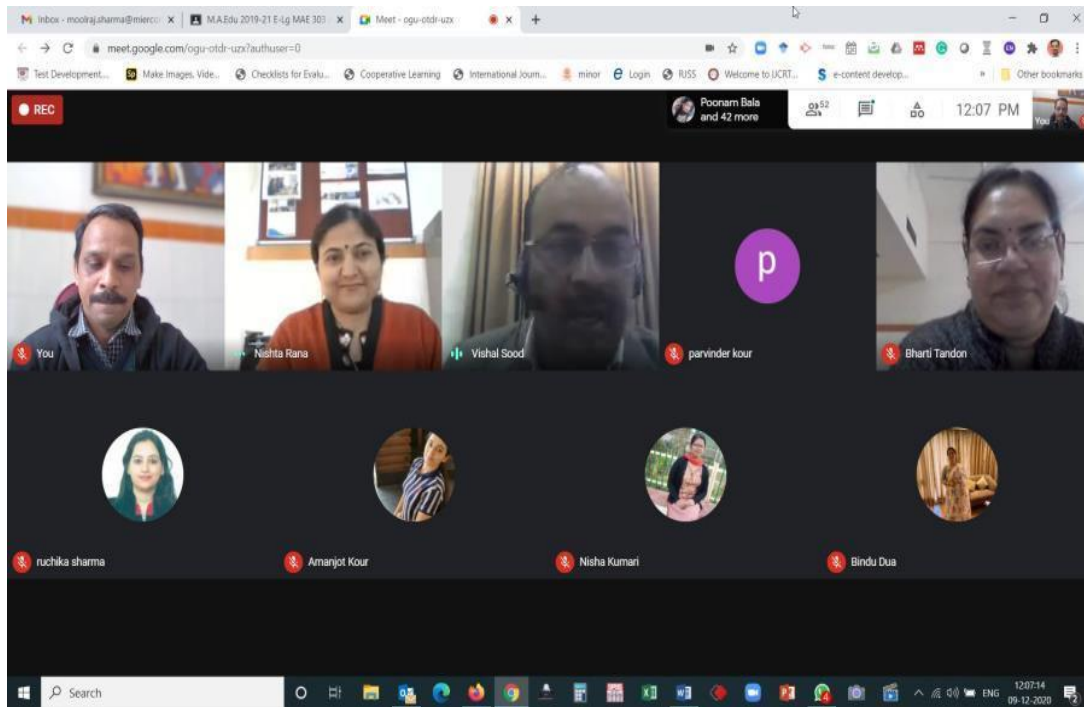 Inbox - moolraj.sharma@mierco
M.A.Edu 2019-21 E-Lg MAE 303
Meet - ogu-otdr-uzx
meet.google.com/ogu-otdr-uzx?authuser=0
Test Development...
Make Images, Vide...
Checklists for Evalu...
Cooperative Learning
International Journ...
minor
Login
RUSS
Welcome to IJCRT...
e-content develop...
Other bookmarks
REC
Poonam Bala
and 42 more
52
12:07 PM
You
p
You
Nishta Rana
Vishal Sood
parvinder kour
Bharti Tandon
ruchika sharma
Amanjot Kour
Nisha Kumari
Bindu Dua
Search
ENG
12:07:14
09-12-2020